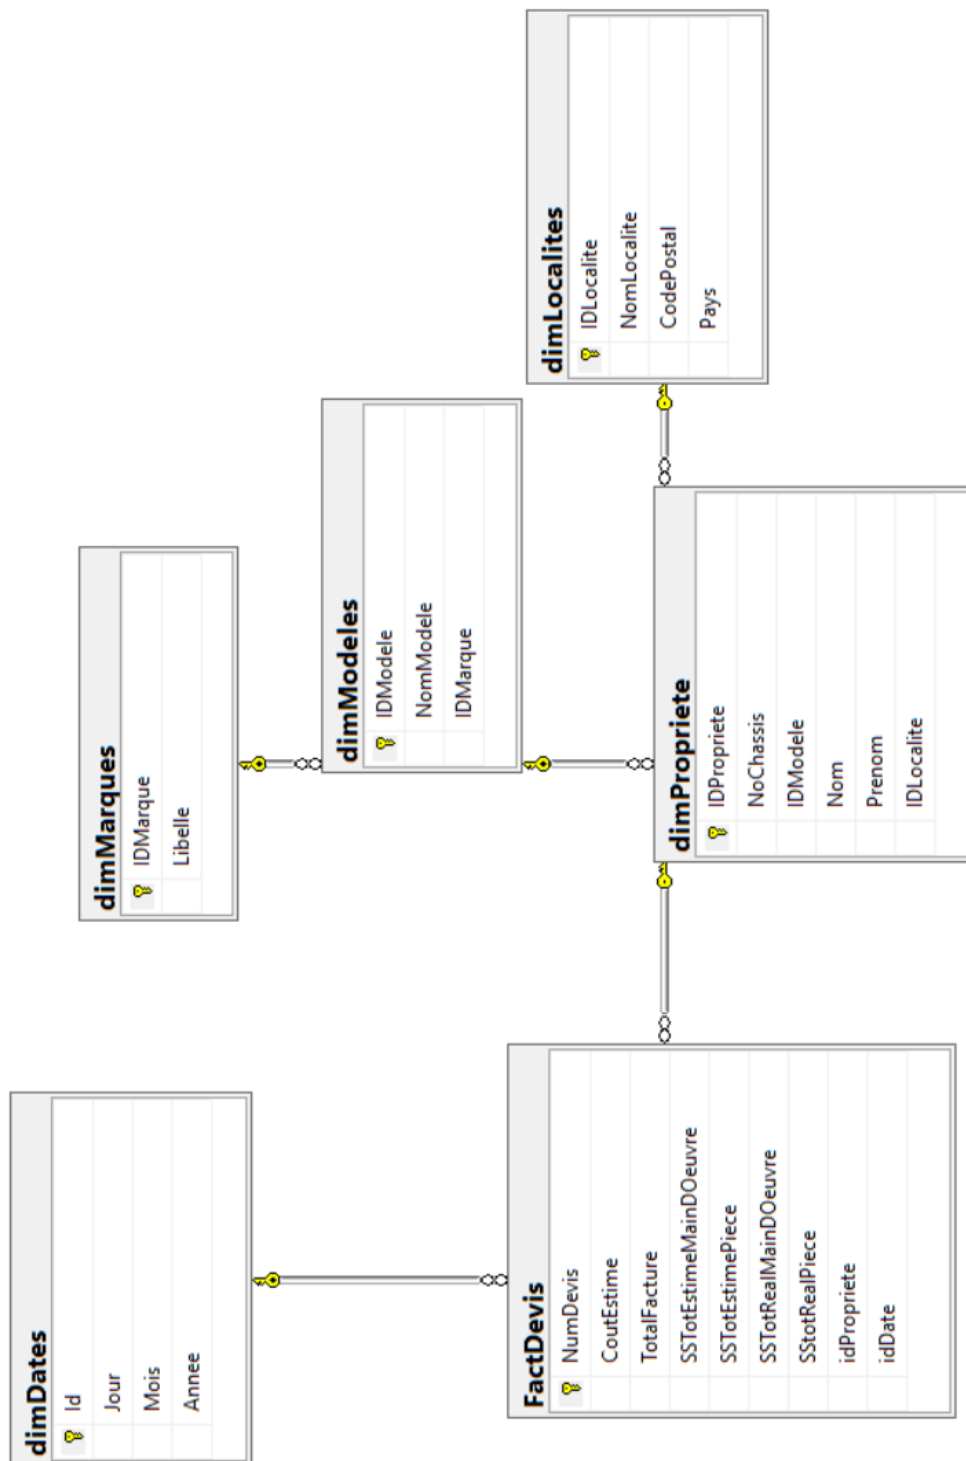 dimDates
Id
Jour
Mois
Annee
FactDevis
NumDevis
CoutEstime
TotalFacture
SSTotEstimeMainDOeuvre
SSTotEstimePiece
SSTotRealMainDOeuvre
SStotRealPiece
idPropriete
idDate
dimMarques
IDMarque
Libelle
dimModeles
IDModele
NomModele
IDMarque
dimPropriete
IDPropriete
NoChassis
IDModele
Nom
Prenom
IDLocalite
dimLocalites
IDLocalite
NomLocalite
CodePostal
Pays